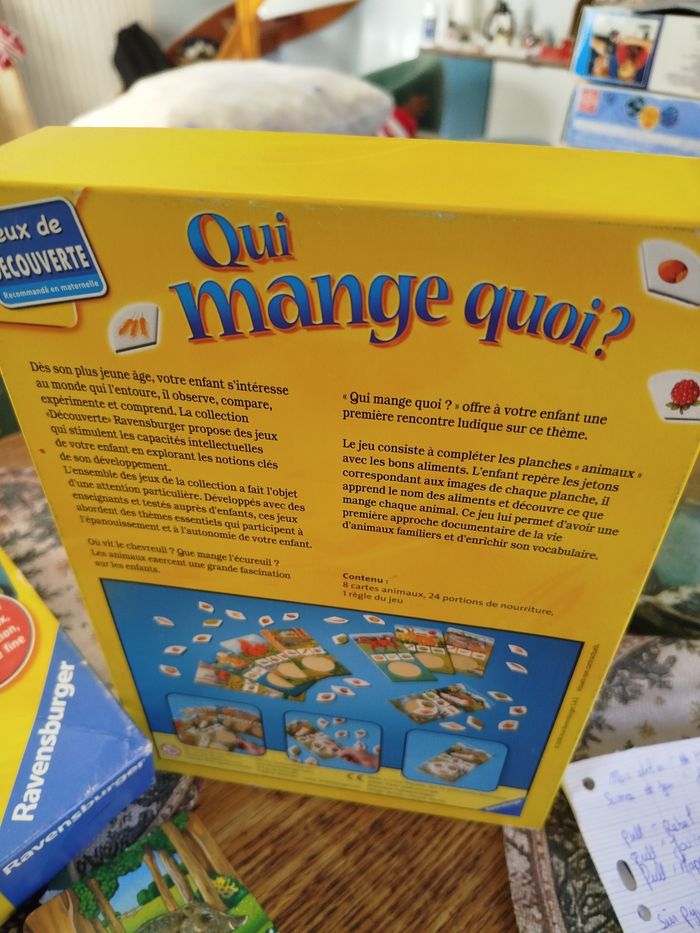 eux de
DÉCOUVERTE
Recommandé en maternelle
Qui
mange quoi?
Dès son plus jeune âge, votre enfant s'intéresse
au monde qui l'entoure, il observe, compare,
expérimente et comprend. La collection
«Découverte» Ravensburger propose des jeux
qui stimulent les capacités intellectuelles
de votre enfant en explorant les notions clés
de son développement.
L'ensemble des jeux de la collection a fait l'objet
d'une attention particulière. Développés avec des
enseignants et testés auprès d'enfants, ces jeux
abordent des thèmes essentiels qui participent à
l'épanouissement et à l'autonomie de votre enfant.
Où vit le chevreuil ? Que mange l'écureuil ?
Les animaux exercent une grande fascination
sur les enfants.
« Qui mange quoi ? » offre à votre enfant une
première rencontre ludique sur ce thème.
Le jeu consiste à compléter les planches « animaux »
avec les bons aliments. L'enfant repère les jetons
correspondant aux images de chaque planche, il
apprend le nom des aliments et découvre ce que
mange chaque animal. Ce jeu lui permet d'avoir une
première approche documentaire de la vie
d'animaux familiers et d'enrichir son vocabulaire.
Contenu :
8 cartes animaux, 24 portions de nourriture,
1 règle du jeu
CE
fine
Ravensburger
Ravensburger
Pull
Pull
Pull